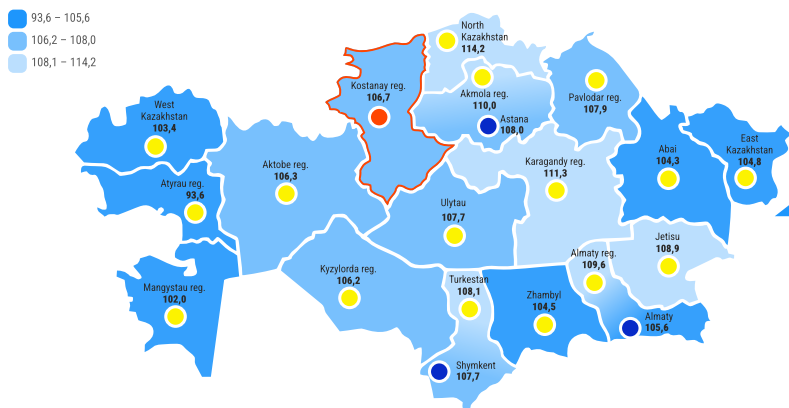 93,6 – 105,6
106,2 – 108,0
108,1 – 114,2
North
Kazakhstan
114,2
Kostanay reg.
106,7
Akmola reg.
110,0
Astana
108,0
Pavlodar reg.
107,9
West
Kazakhstan
103,4
Aktobe reg.
106,3
Karagandy reg.
111,3
Abai
104,3
East
Kazakhstan
104,8
Atyrau reg.
93,6
Ulytau
107,7
Jetisu
108,9
Almaty reg.
109,6
Kyzylorda reg.
106,2
Turkestan
108,1
Mangystau reg.
102,0
Zhambyl
104,5
Almaty
105,6
Shymkent
107,7